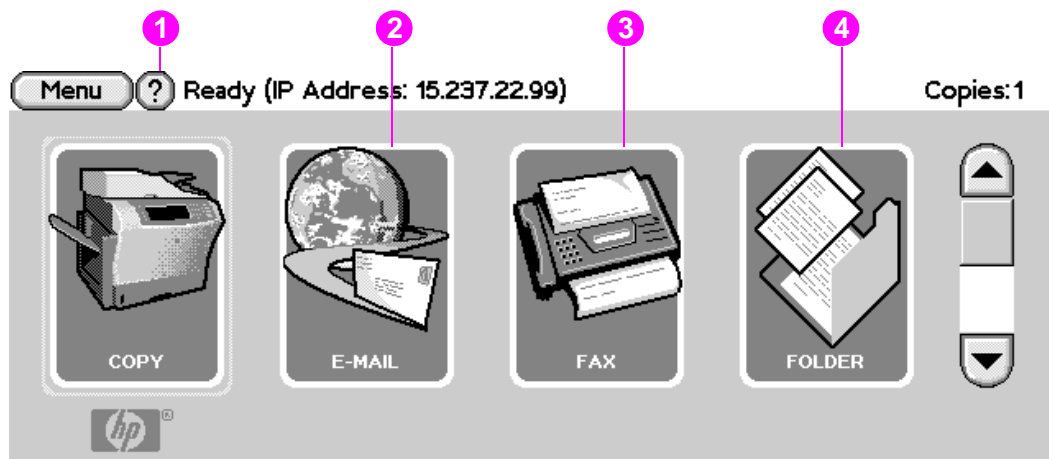 1 2 3 4
Menu ? Ready (IP Address: 15.237.22.99) Copies:1
COPY E-MAIL FAX FOLDER
hp®